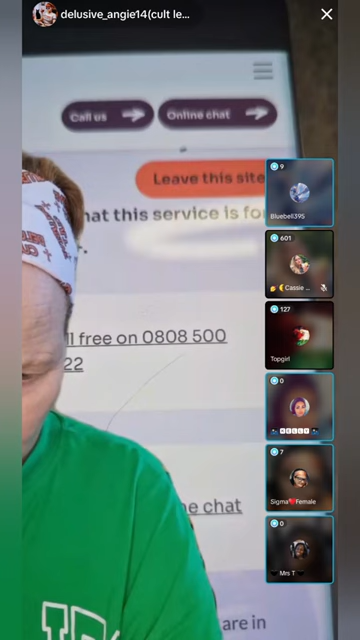 delusive_angie14(cult le...
Call us
Online chat
Leave this site
hat this service is fo
ll free on 0808 500
22
e chat
are in
9
Bluebell395
601
Cassie ...
127
Topgirl
0
KELLY
7
Sigma Female
0
Mrs T